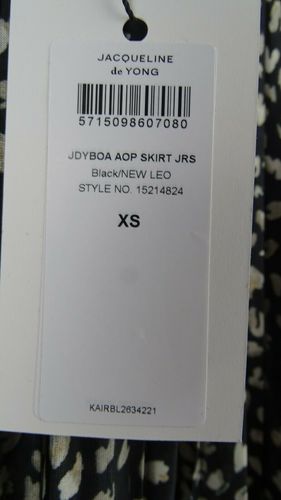 JACQUELINE
de YONG
5715098607080
JDYBOA AOP SKIRT JRS
Black/NEW LEO
STYLE NO. 15214824
XS
KAIRBL2634221